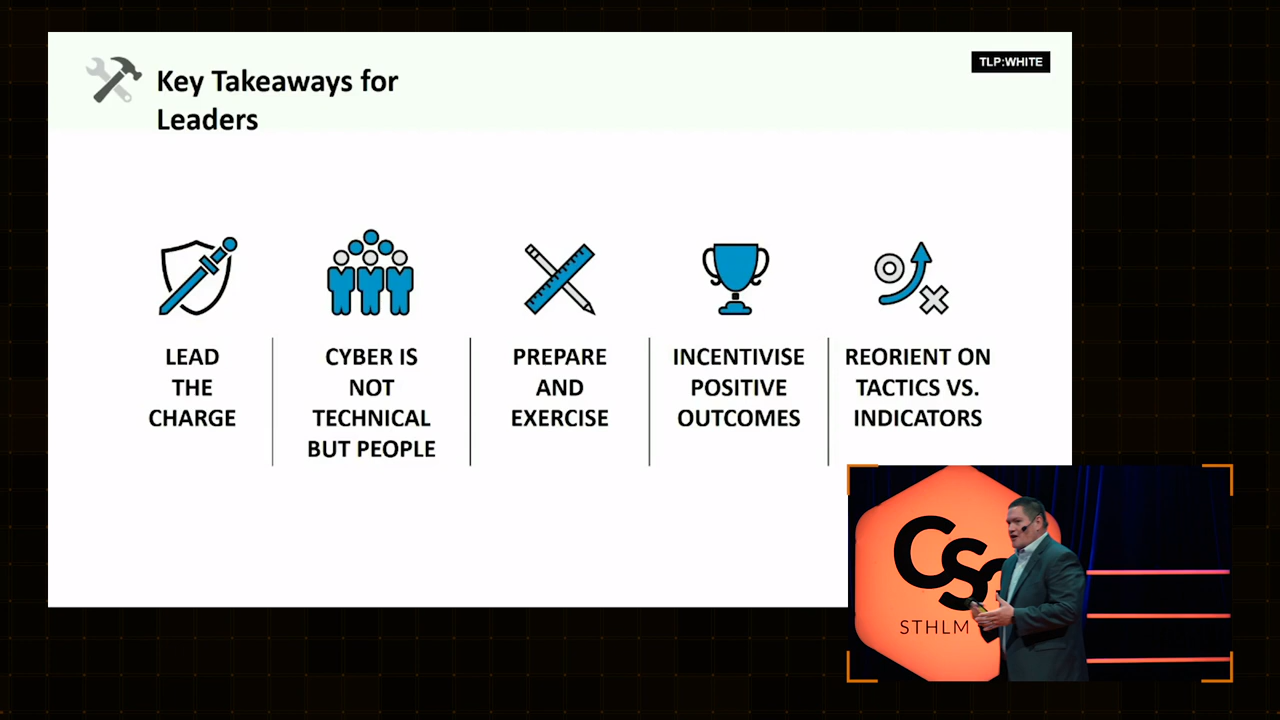 Key Takeaways for
Leaders
TLP:WHITE
LEAD
THE
CHARGE
CYBER IS
NOT
TECHNICAL
BUT PEOPLE
PREPARE
AND
EXERCISE
INCENTIVISE
POSITIVE
OUTCOMES
REORIENT ON
TACTICS VS.
INDICATORS
STHLM